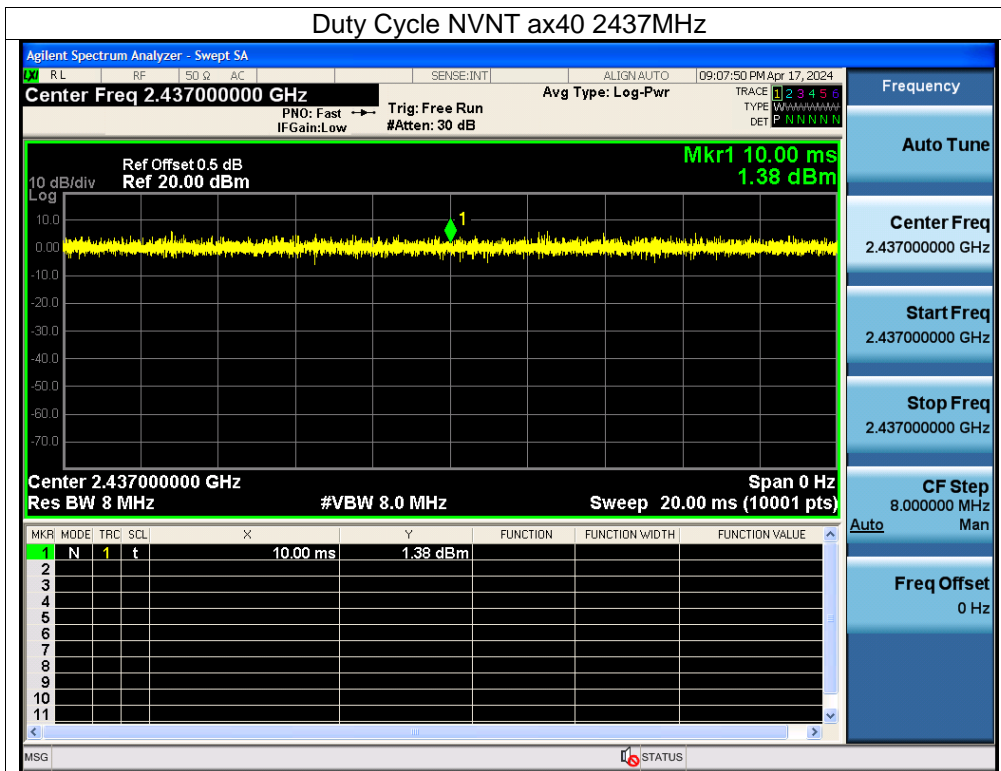 Duty Cycle NVNT ax40 2437MHz
Agilent Spectrum Analyzer - Swept SA
LXI RL RF 50 Ω AC SENSE:INT ALIGN AUTO 09:07:50 PM Apr 17, 2024
Center Freq 2.437000000 GHz
PNO: Fast
IFGain:Low
Trig: Free Run
#Atten: 30 dB
Avg Type: Log-Pwr
TRACE 1 2 3 4 5 6
TYPE W
DET P N N N N N
Ref Offset 0.5 dB
10 dB/div Ref 20.00 dBm
Log
Mkr1 10.00 ms
1.38 dBm
10.0
0.00
-10.0
-20.0
-30.0
-40.0
-50.0
-60.0
-70.0
1
Center 2.437000000 GHz Span 0 Hz
Res BW 8 MHz #VBW 8.0 MHz Sweep 20.00 ms (10001 pts)
MKR MODE TRC SCL X Y FUNCTION FUNCTION WIDTH FUNCTION VALUE
1 N 1 t 10.00 ms 1.38 dBm
2
3
4
5
6
7
8
9
10
11
MSG STATUS
Frequency
Auto Tune
Center Freq
2.437000000 GHz
Start Freq
2.437000000 GHz
Stop Freq
2.437000000 GHz
CF Step
8.000000 MHz
Auto Man
Freq Offset
0 Hz